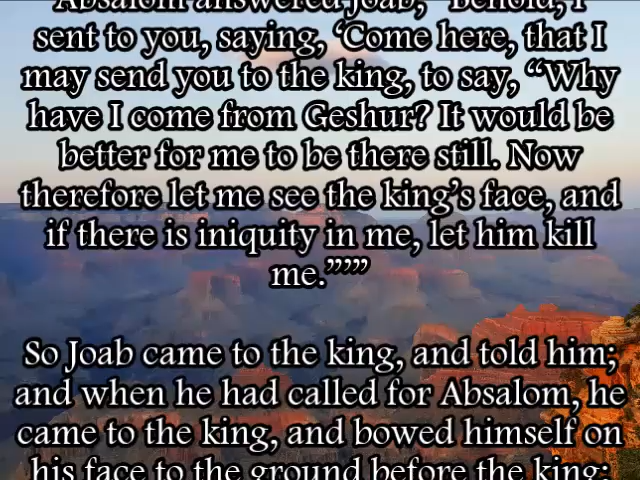 Absalom answered Joab, “Behold, I
sent to you, saying, ‘Come here, that I
may send you to the king, to say, “Why
have I come from Geshur? It would be
better for me to be there still. Now
therefore let me see the king’s face, and
if there is iniquity in me, let him kill
me.”’”
So Joab came to the king, and told him;
and when he had called for Absalom, he
came to the king, and bowed himself on
his face to the ground before the king: